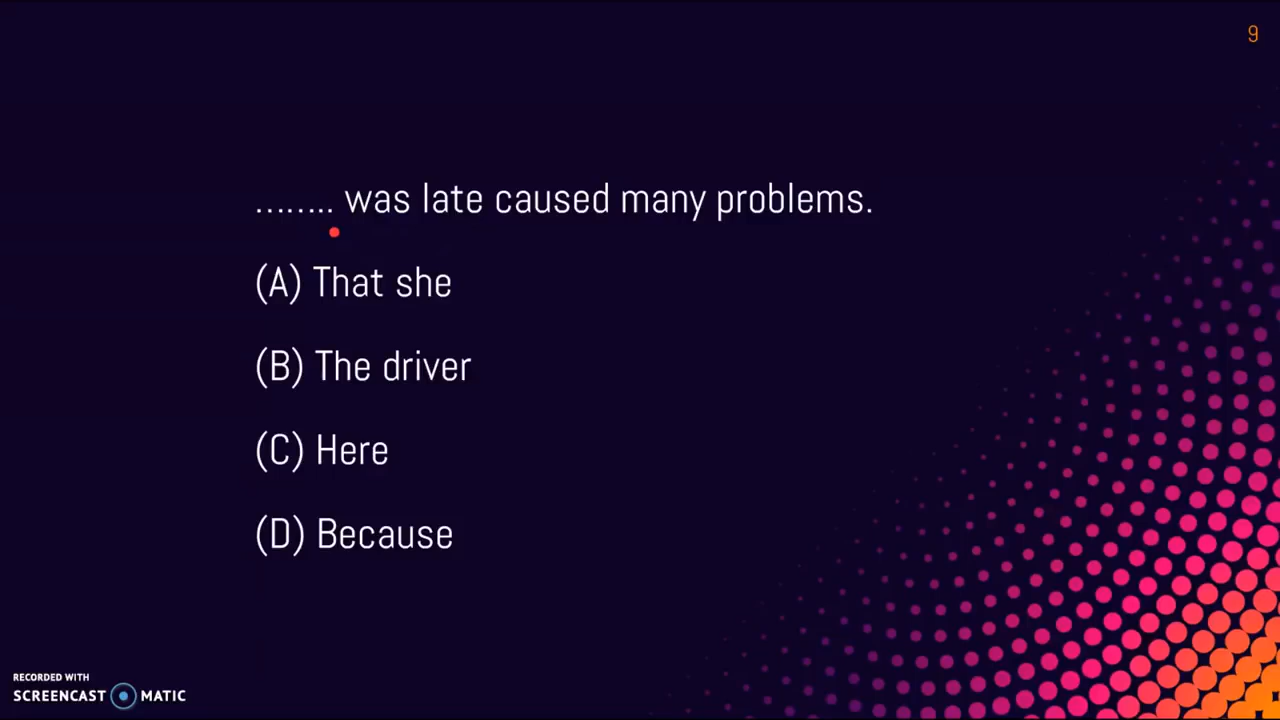 9
........ was late caused many problems.
(A) That she
(B) The driver
(C) Here
(D) Because
RECORDED WITH
SCREENCAST MATIC